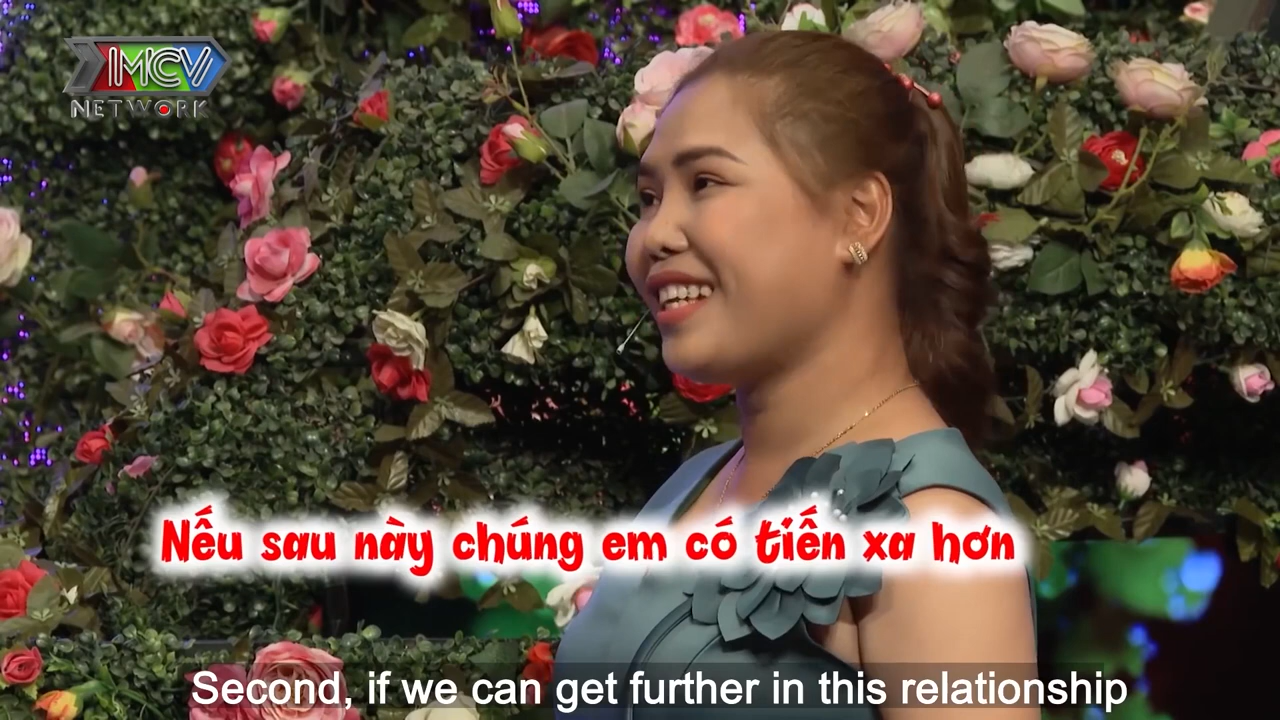 MCV
NETWORK
Nếu sau này chúng em có tiến xa hơn
Second, if we can get further in this relationship